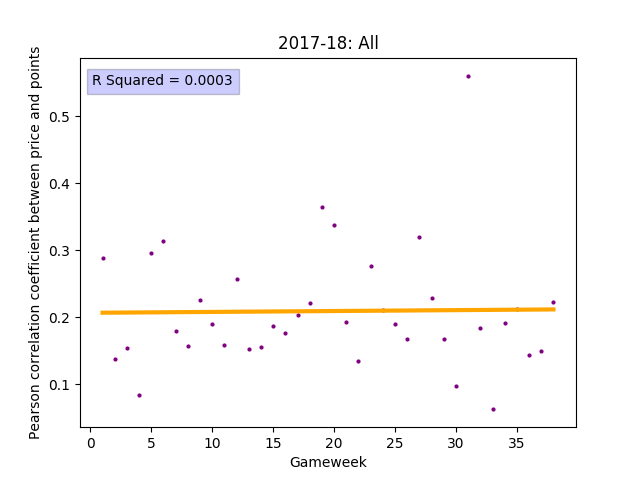 2017-18: All
R Squared = 0.0003
Pearson correlation coefficient between price and points
0.5
0.4
0.3
0.2
0.1
0 5 10 15 20 25 30 35
Gameweek